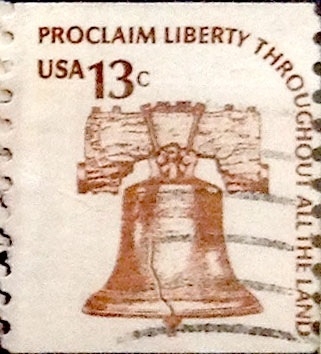 PROCLAIM LIBERTY THROUGHOUT ALL THE LAND
USA 13c